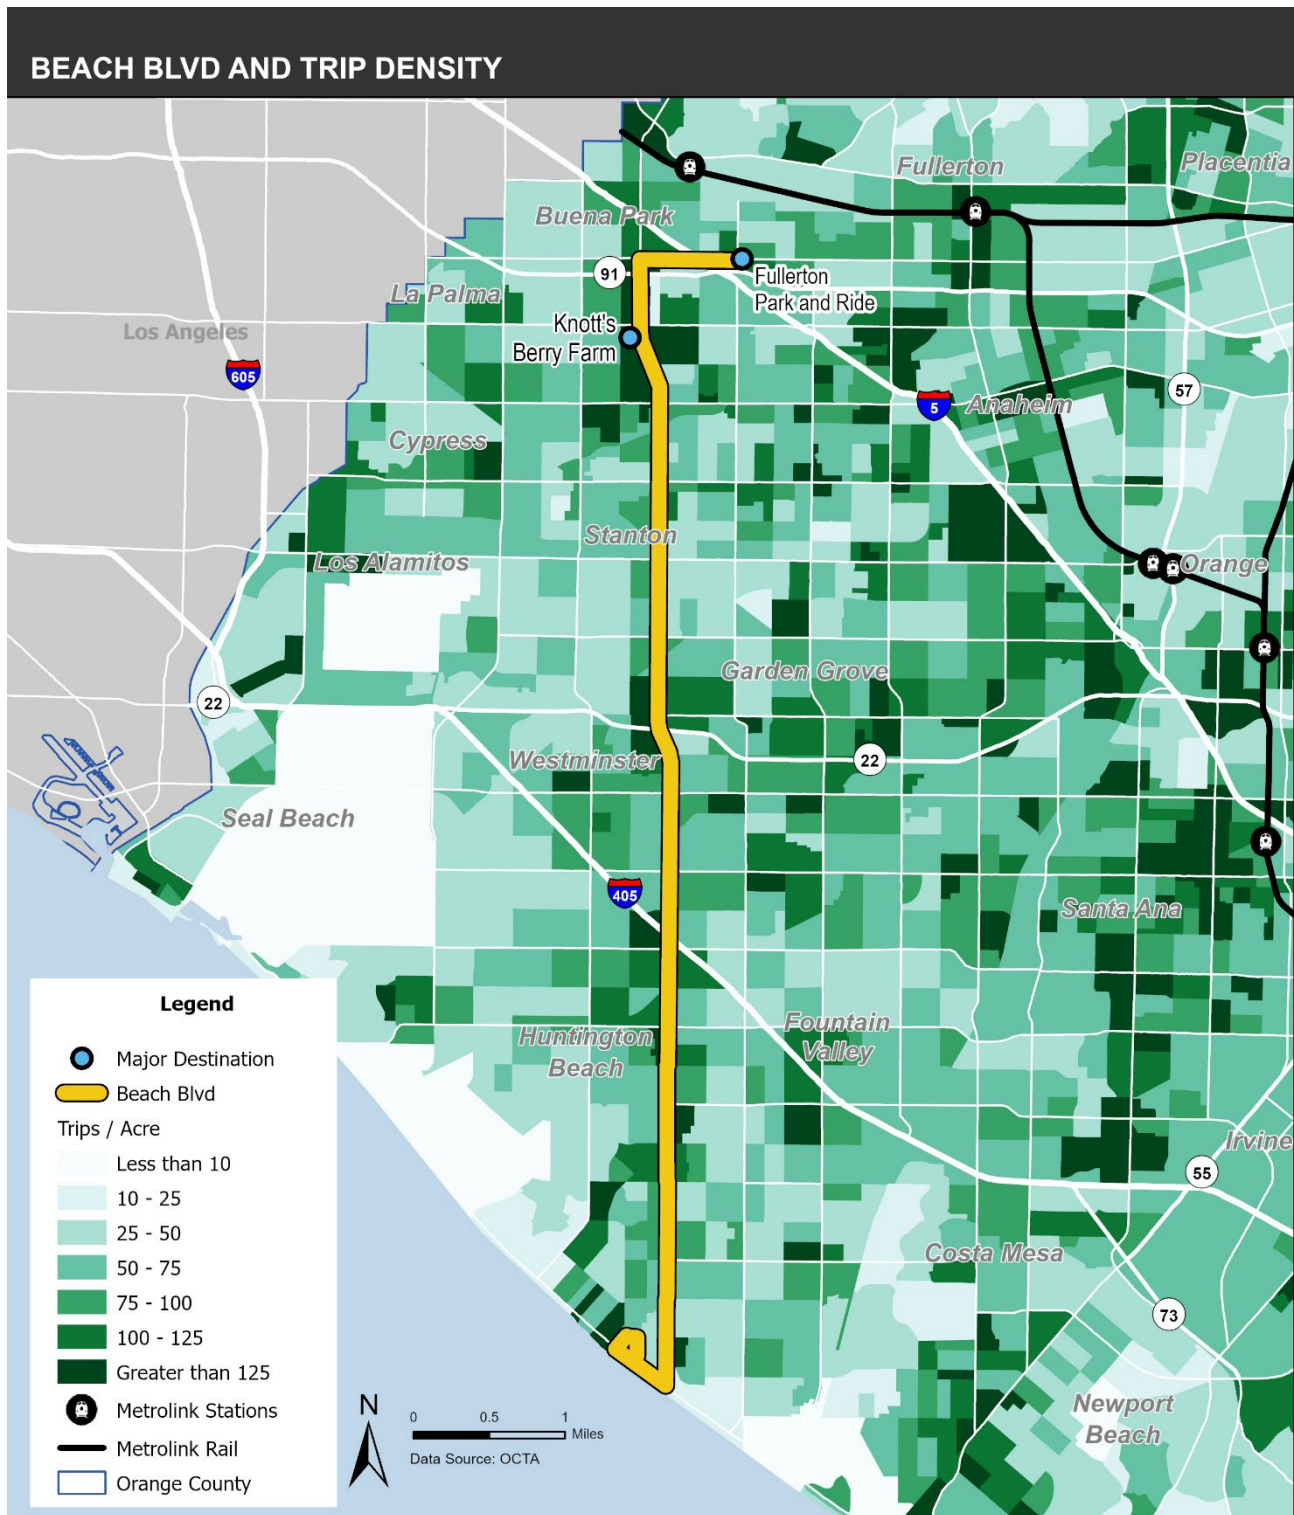 BEACH BLVD AND TRIP DENSITY
Fullerton
Placentia
Buena Park
91
Fullerton
Park and Ride
La Palma
Knott's
Berry Farm
Los Angeles
605
57
5
Anaheim
Cypress
Stanton
Los Alamitos
Orange
Garden Grove
22
Westminster
22
Seal Beach
405
Santa Ana
Huntington
Beach
Fountain
Valley
Irvine
55
Costa Mesa
73
Newport
Beach
Legend
Major Destination
Beach Blvd
Trips / Acre
Less than 10
10 - 25
25 - 50
50 - 75
75 - 100
100 - 125
Greater than 125
Metrolink Stations
Metrolink Rail
Orange County
N
0 0.5 1
Miles
Data Source: OCTA